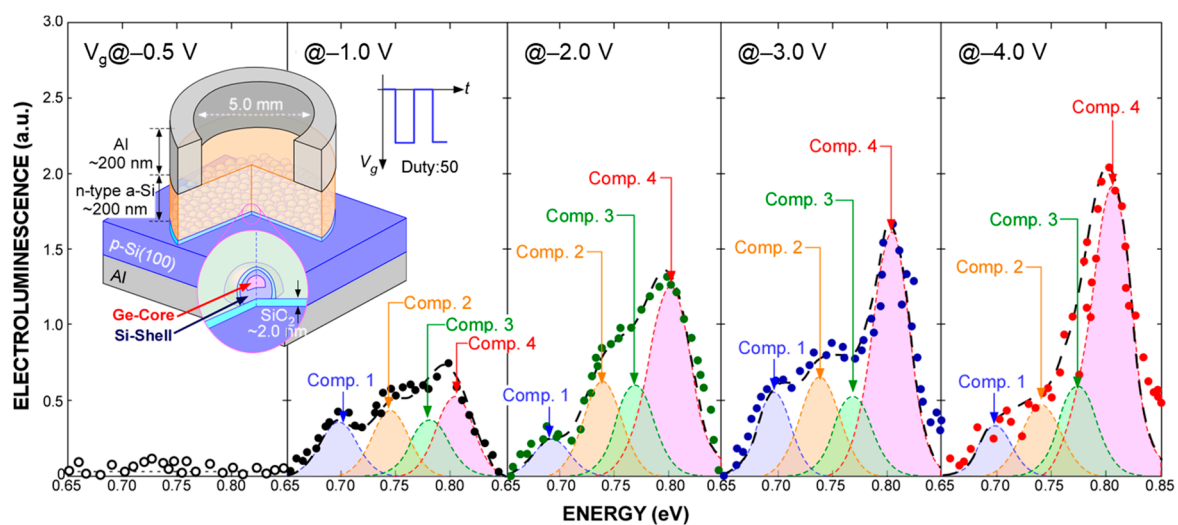 ELECTROLUMINESCENCE (a.u.)
3.0
2.5
2.0
1.5
1.0
0.5
0
Vg@–0.5 V
@–1.0 V
@–2.0 V
@–3.0 V
@–4.0 V
5.0 mm
Al
~200 nm
n-type a-Si
~200 nm
p-Si(100)
Al
Ge-Core
Si-Shell
SiO2
~2.0 nm
t
Vg
Duty:50
Comp. 1
Comp. 2
Comp. 3
Comp. 4
Comp. 1
Comp. 2
Comp. 3
Comp. 4
Comp. 1
Comp. 2
Comp. 3
Comp. 4
Comp. 1
Comp. 2
Comp. 3
Comp. 4
0.65 0.70 0.75 0.80 0.65 0.70 0.75 0.80 0.65 0.70 0.75 0.80 0.65 0.70 0.75 0.80 0.65 0.70 0.75 0.80 0.85
ENERGY (eV)